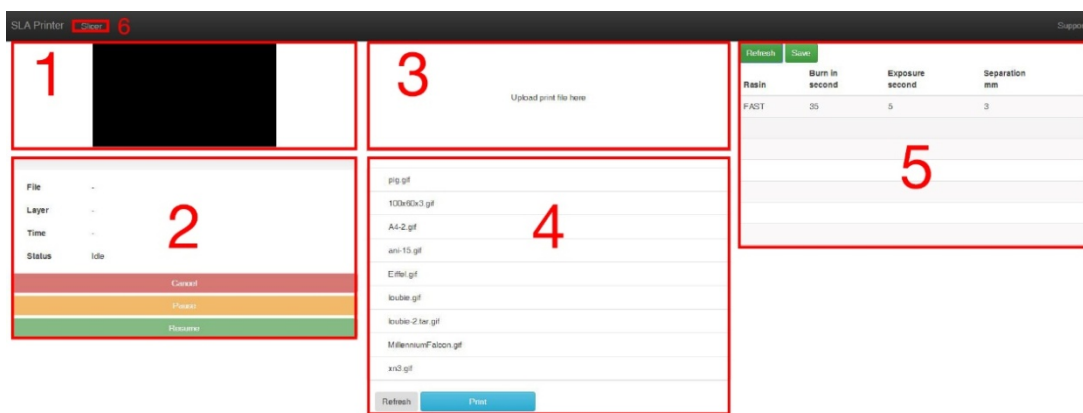 SLA Printer Slicer 6
Suppo
1
3
Upload print file here
Refresh Save
Rasin Burn in second Exposure second Separation mm
FAST 35 5 3
5
File -
Layer -
Time -
Status Idle
2
Cancel
Pause
Resume
pig.gif
100x60x3.gif
A4-2.gif
ani-15.gif
Eiffel.gif
loubie.gif
loubie-2.ter.gif
MillenniumFalcon.gif
xn3.gif
4
Refresh Print